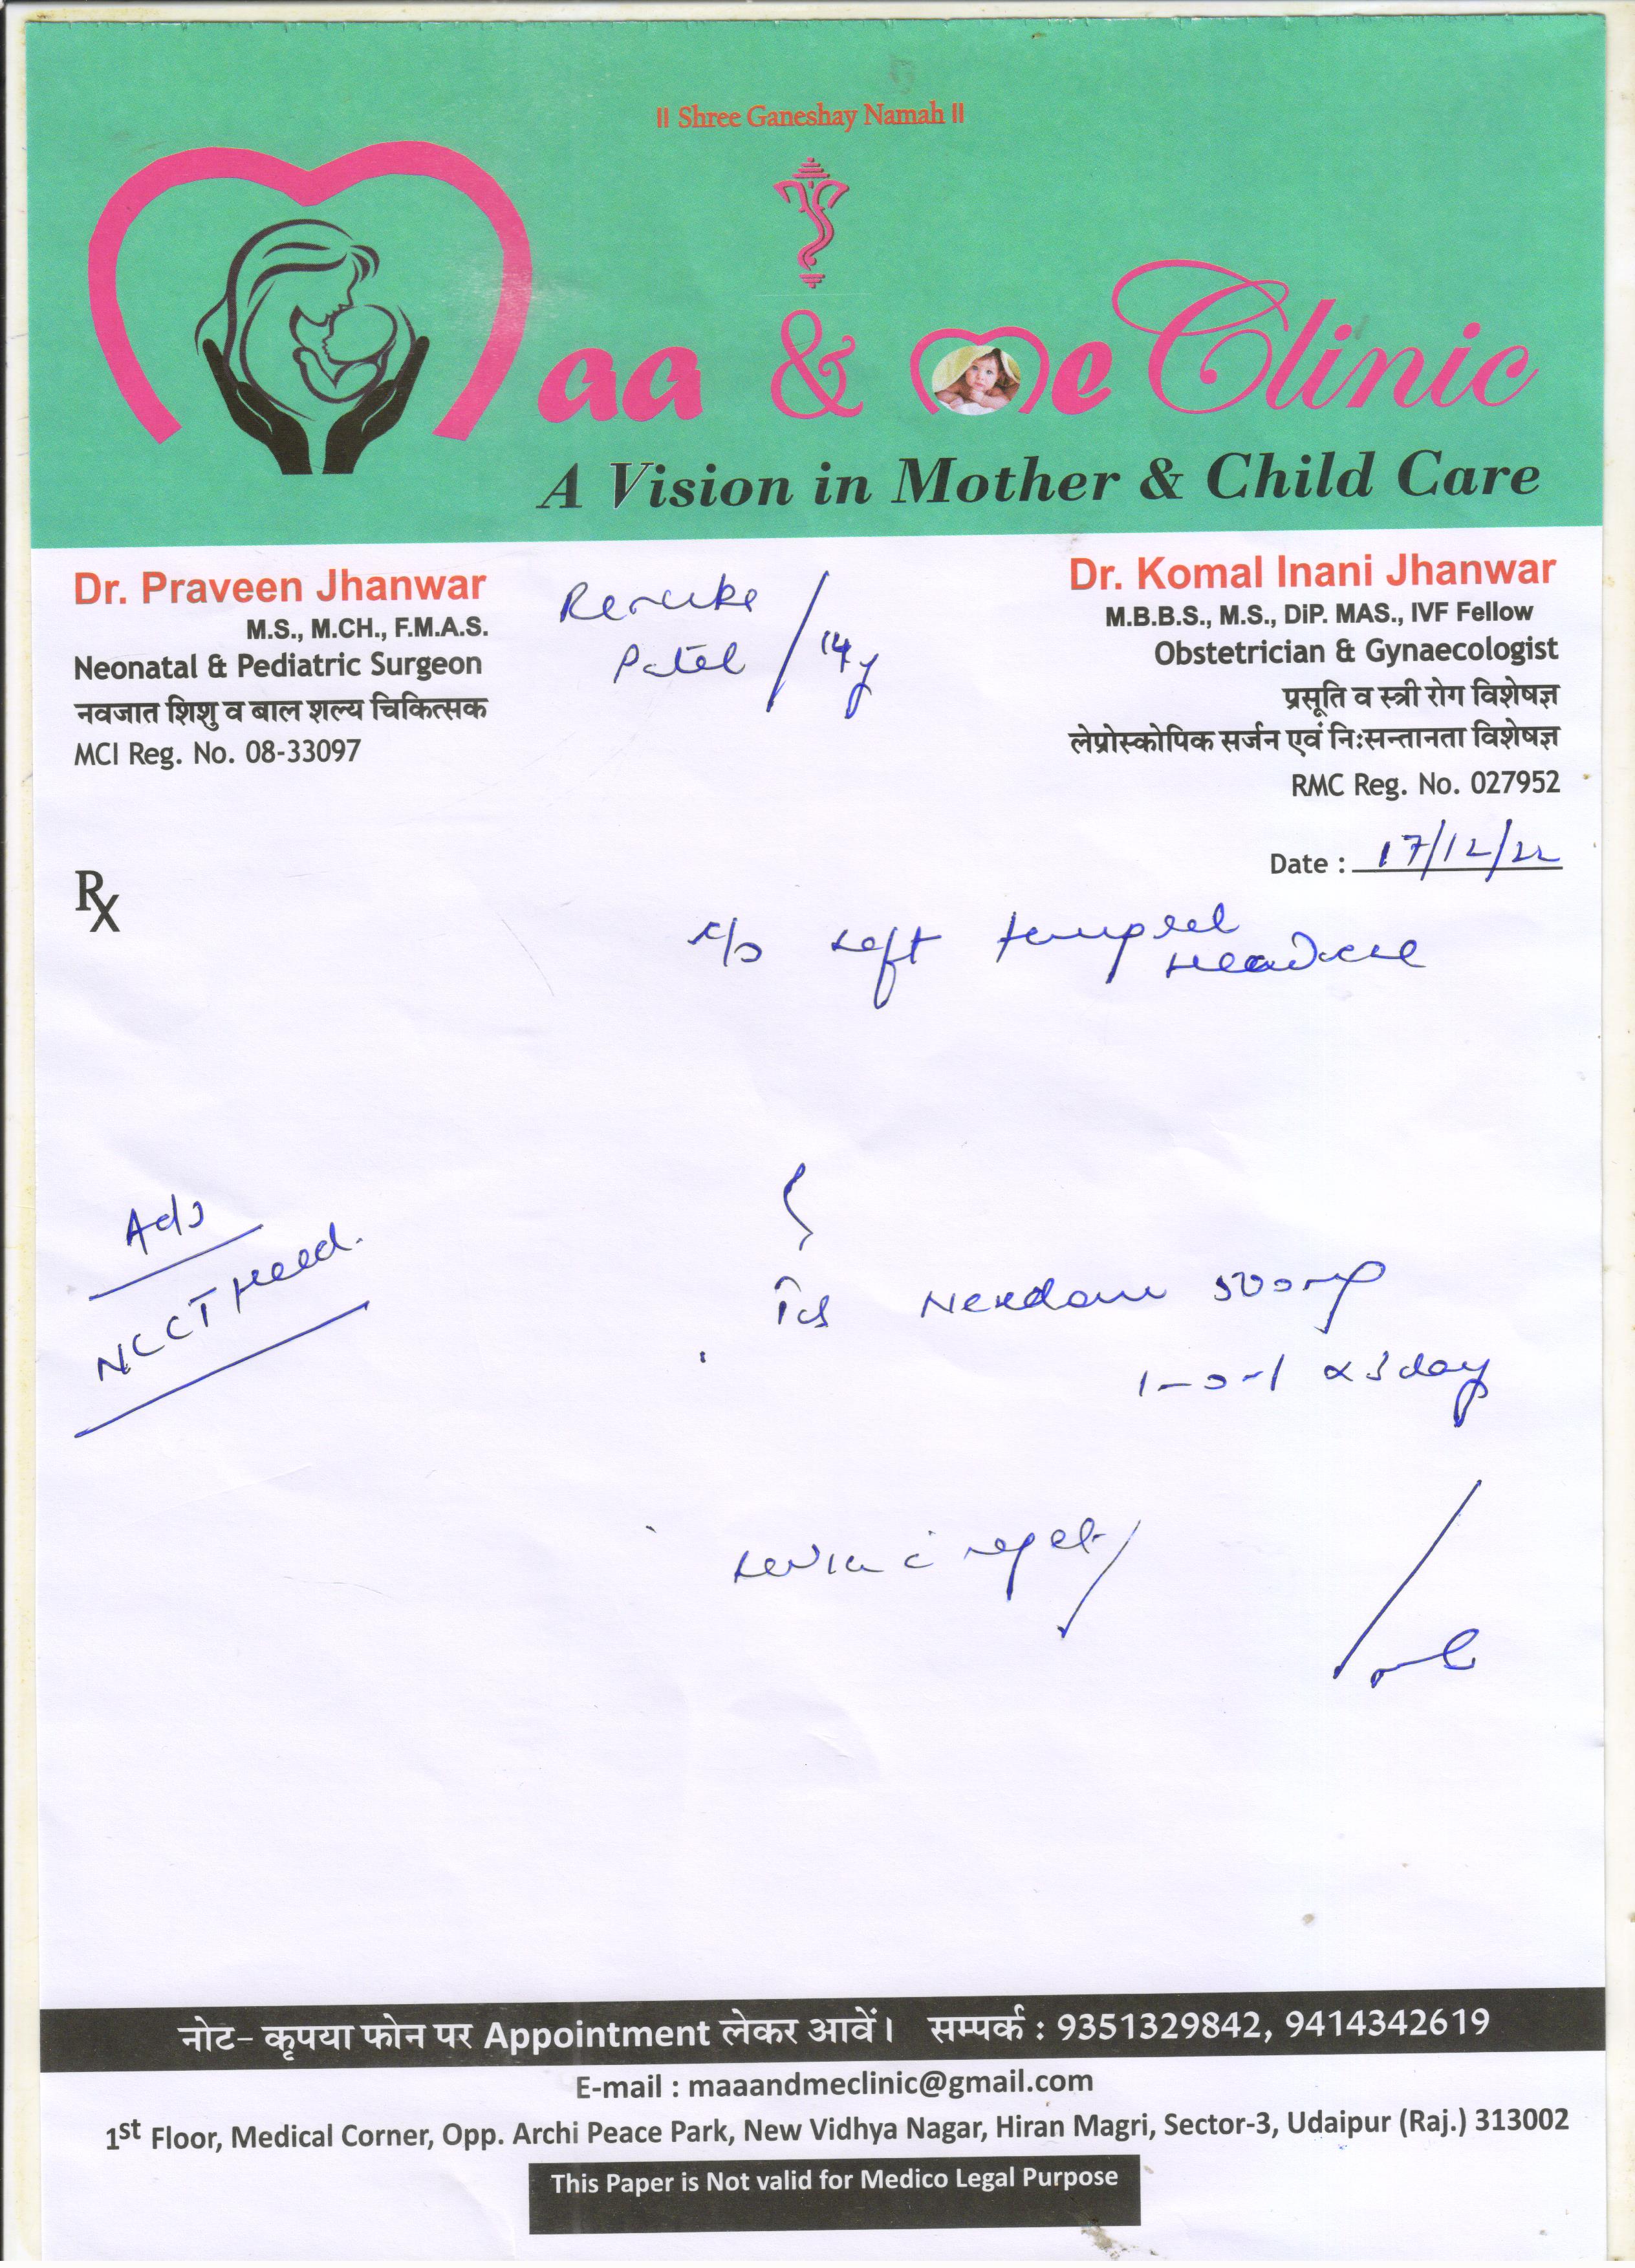 ॥ Shree Ganeshay Namah ॥
Maa & me Clinic
A Vision in Mother & Child Care
Dr. Praveen Jhanwar
M.S., M.CH., F.M.A.S.
Neonatal & Pediatric Surgeon
नवजात शिशु व बाल शल्य चिकित्सक
MCI Reg. No. 08-33097
Patel / 14y
Dr. Komal Inani Jhanwar
M.B.B.S., M.S., DiP. MAS., IVF Fellow
Obstetrician & Gynaecologist
प्रसूति व स्त्री रोग विशेषज्ञ
लेप्रोस्कोपिक सर्जन एवं निःसन्तानता विशेषज्ञ
RMC Reg. No. 027952
Date : 17/12/22
Rx
Left
NCCT Head.
500mg
1-0-1 x 3 day
नोट- कृपया फोन पर Appointment लेकर आवें। सम्पर्क : 9351329842, 9414342619
E-mail : maaandmeclinic@gmail.com
1st Floor, Medical Corner, Opp. Archi Peace Park, New Vidhya Nagar, Hiran Magri, Sector-3, Udaipur (Raj.) 313002
This Paper is Not valid for Medico Legal Purpose